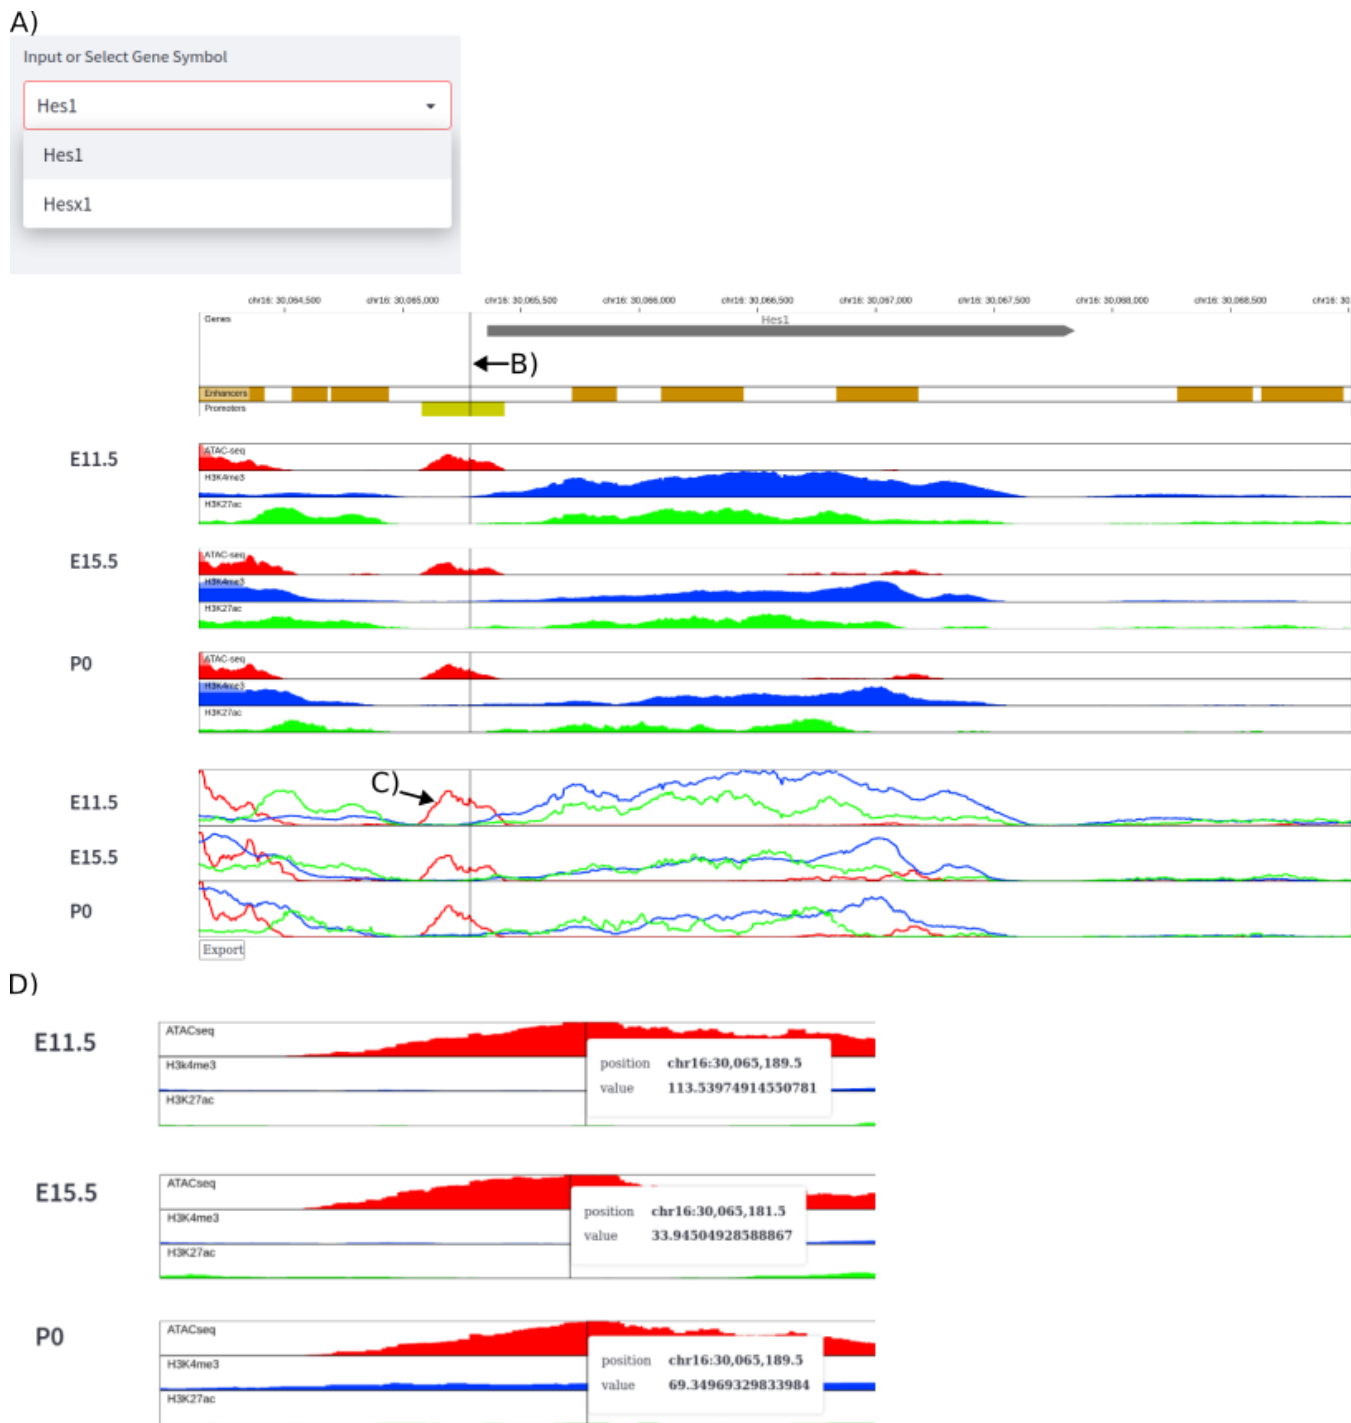 A)
Input or Select Gene Symbol
Hes1
Hes1
Hesx1
chr16: 30,064,500 chr16: 30,065,000 chr16: 30,065,500 chr16: 30,066,000 chr16: 30,066,500 chr16: 30,067,000 chr16: 30,067,500 chr16: 30,068,000 chr16: 30,068,500 chr16: 30
Genes
Hes1
B)
Enhancers
Promoters
E11.5
ATAC-seq
H3K4me3
H3K27ac
E15.5
ATAC-seq
H3K4me3
H3K27ac
P0
ATAC-seq
H3K4me3
H3K27ac
C)
E11.5
E15.5
P0
Export
D)
E11.5
ATACseq
H3k4me3
H3K27ac
position chr16:30,065,189.5
value 113.53974914550781
E15.5
ATACseq
H3K4me3
H3K27ac
position chr16:30,065,181.5
value 33.94504928588867
P0
ATACseq
H3K4me3
H3K27ac
position chr16:30,065,189.5
value 69.34969329833984